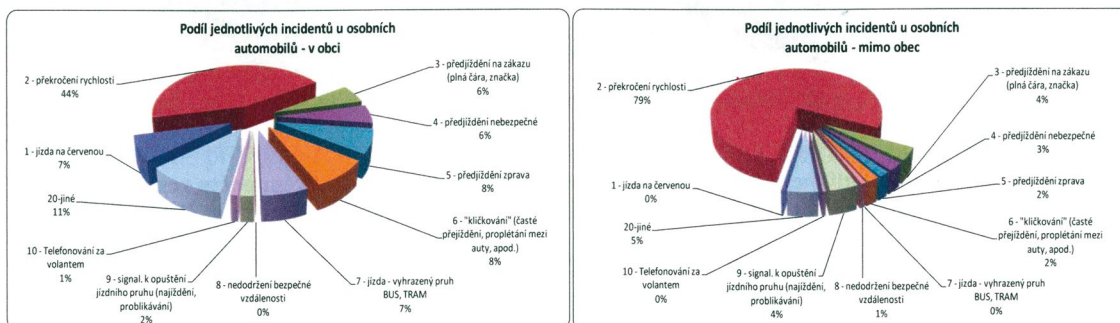 Podíl jednotlivých incidentů u osobních
automobilů - v obci
2 - překročení rychlosti
44%
3 - předjíždění na zákazu
(plná čára, značka)
6%
4 - předjíždění nebezpečné
6%
1 - jízda na červenou
7%
5 - předjíždění zprava
8%
20-jiné
11%
6 - "kličkování" (časté
přejíždění, proplétání mezi
auty, apod.)
8%
10 - Telefonování za
volantem
1%
9 - signal. k opuštění
jízdního pruhu (najíždění,
problikávání)
2%
8 - nedodržení bezpečné
vzdálenosti
0%
7 - jízda - vyhrazený pruh
BUS, TRAM
7%
Podíl jednotlivých incidentů u osobních
automobilů - mimo obec
2 - překročení rychlosti
79%
3 - předjíždění na zákazu
(plná čára, značka)
4%
4 - předjíždění nebezpečné
3%
1 - jízda na červenou
0%
5 - předjíždění zprava
2%
20-jiné
5%
6 - "kličkování" (časté
přejíždění, proplétání mezi
auty, apod.)
2%
10 - Telefonování za
volantem
0%
9 - signal. k opuštění
jízdního pruhu (najíždění,
problikávání)
4%
8 - nedodržení bezpečné
vzdálenosti
1%
7 - jízda - vyhrazený pruh
BUS, TRAM
0%